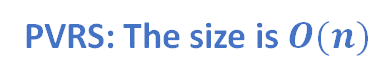 PVRS: The size is O(n)